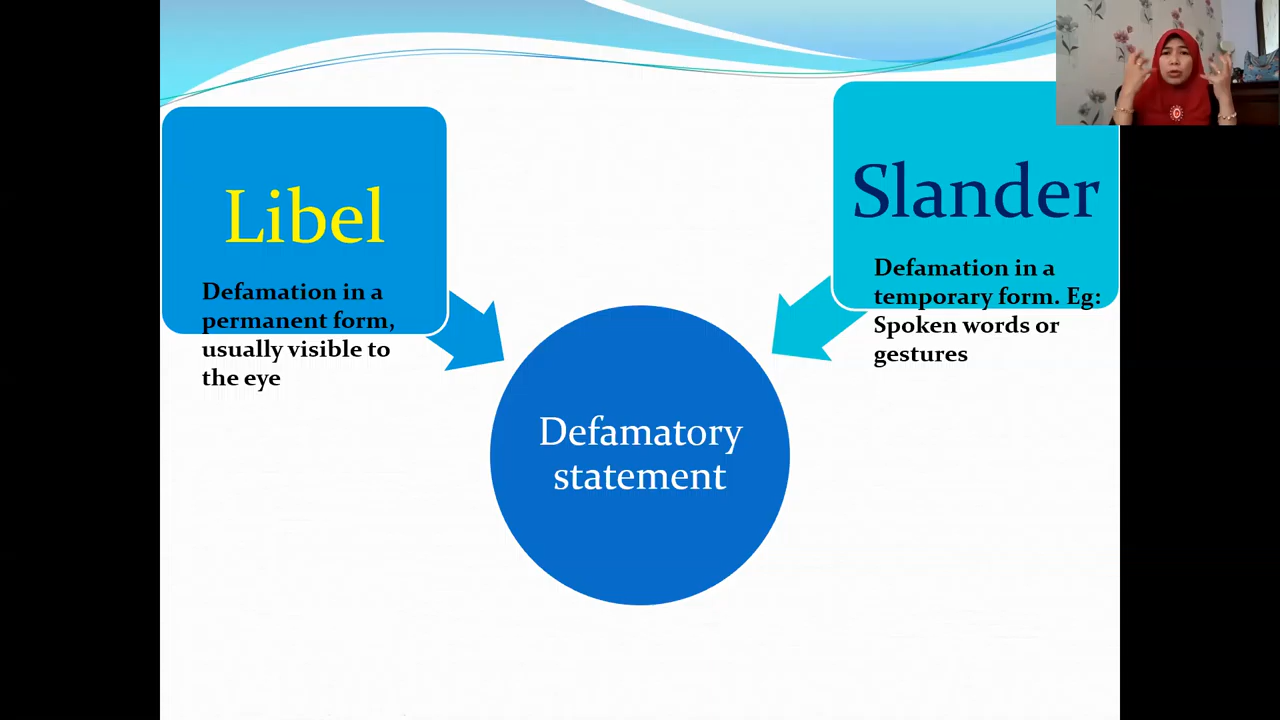 Libel
Defamation in a
permanent form,
usually visible to
the eye
Slander
Defamation in a
temporary form. Eg:
Spoken words or
gestures
Defamatory
statement